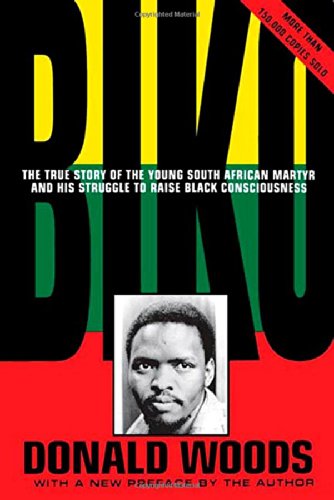 MORE THAN
150,000 COPIES SOLD
BIKO
THE TRUE STORY OF THE YOUNG SOUTH AFRICAN MARTYR
AND HIS STRUGGLE TO RAISE BLACK CONSCIOUSNESS
DONALD WOODS
WITH A NEW PREFACE BY THE AUTHOR